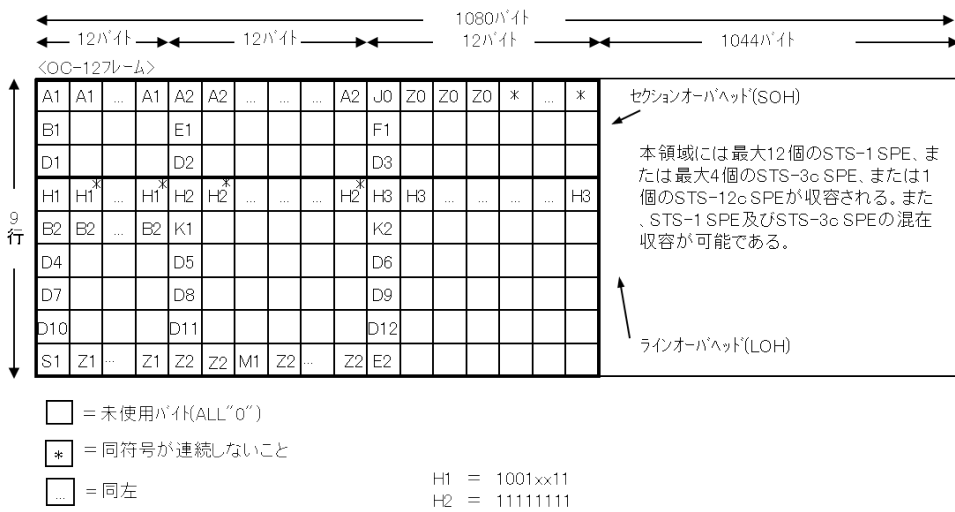 1080ﾊﾞｲﾄ
12ﾊﾞｲﾄ 12ﾊﾞｲﾄ 12ﾊﾞｲﾄ 1044ﾊﾞｲﾄ
<OC-12ﾌﾚｰﾑ>
A1 A1 ... A1 A2 A2 ... ... ... A2 J0 Z0 Z0 Z0 * ... *
B1 E1 F1
D1 D2 D3
H1 H1* ... H1* H2 H2* ... ... ... H2* H3 H3 ... ... ... ... H3
B2 B2 ... B2 K1 K2
D4 D5 D6
D7 D8 D9
D10 D11 D12
S1 Z1 ... Z1 Z2 Z2 M1 Z2 ... Z2 E2
9
行
ｾｸｼｮﾝｵｰﾊﾞﾍｯﾄﾞ(SOH)
本領域には最大12個のSTS-1 SPE、ま
たは最大4個のSTS-3c SPE、または1
個のSTS-12c SPEが収容される。また
、STS-1 SPE及びSTS-3c SPEの混在
収容が可能である。
ﾗｲﾝｵｰﾊﾞﾍｯﾄﾞ(LOH)
= 未使用ﾊﾞｲﾄ(ALL"0")
* = 同符号が連続しないこと
... = 同左
H1 = 1001xx11
H2 = 11111111